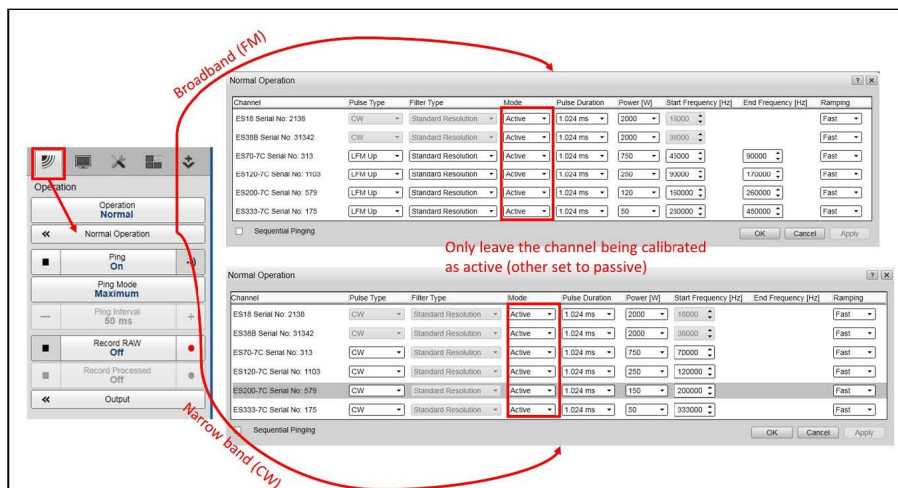 Broadband (FM)
Operation
Operation
Normal
« Normal Operation
Ping
On
Ping Mode
Maximum
Ping Interval
— 50 ms +
Record RAW
Off
Record Processed
Off
« Output
Narrow band (CW)
Normal Operation ? X
Channel Pulse Type Filter Type Mode Pulse Duration Power [W] Start Frequency [Hz] End Frequency [Hz] Ramping
ES18 Serial No: 2138 CW Standard Resolution Active 1.024 ms 2000 18000 Fast
ES38B Serial No: 31342 CW Standard Resolution Active 1.024 ms 2000 38000 Fast
ES70-7C Serial No: 313 LFM Up Standard Resolution Active 1.024 ms 750 45000 90000 Fast
ES120-7C Serial No: 1103 LFM Up Standard Resolution Active 1.024 ms 250 90000 170000 Fast
ES200-7C Serial No: 579 LFM Up Standard Resolution Active 1.024 ms 120 160000 260000 Fast
ES333-7C Serial No: 175 LFM Up Standard Resolution Active 1.024 ms 50 280000 450000 Fast
Sequential Pinging OK Cancel Apply
Only leave the channel being calibrated
as active (other set to passive)
Normal Operation ? X
Channel Pulse Type Filter Type Mode Pulse Duration Power [W] Start Frequency [Hz] End Frequency [Hz] Ramping
ES18 Serial No: 2138 CW Standard Resolution Active 1.024 ms 2000 18000 Fast
ES38B Serial No: 31342 CW Standard Resolution Active 1.024 ms 2000 38000 Fast
ES70-7C Serial No: 313 CW Standard Resolution Active 1.024 ms 750 70000 Fast
ES120-7C Serial No: 1103 CW Standard Resolution Active 1.024 ms 250 120000 Fast
ES200-7C Serial No: 579 CW Standard Resolution Active 1.024 ms 150 200000 Fast
ES333-7C Serial No: 175 CW Standard Resolution Active 1.024 ms 50 333000 Fast
Sequential Pinging OK Cancel Apply